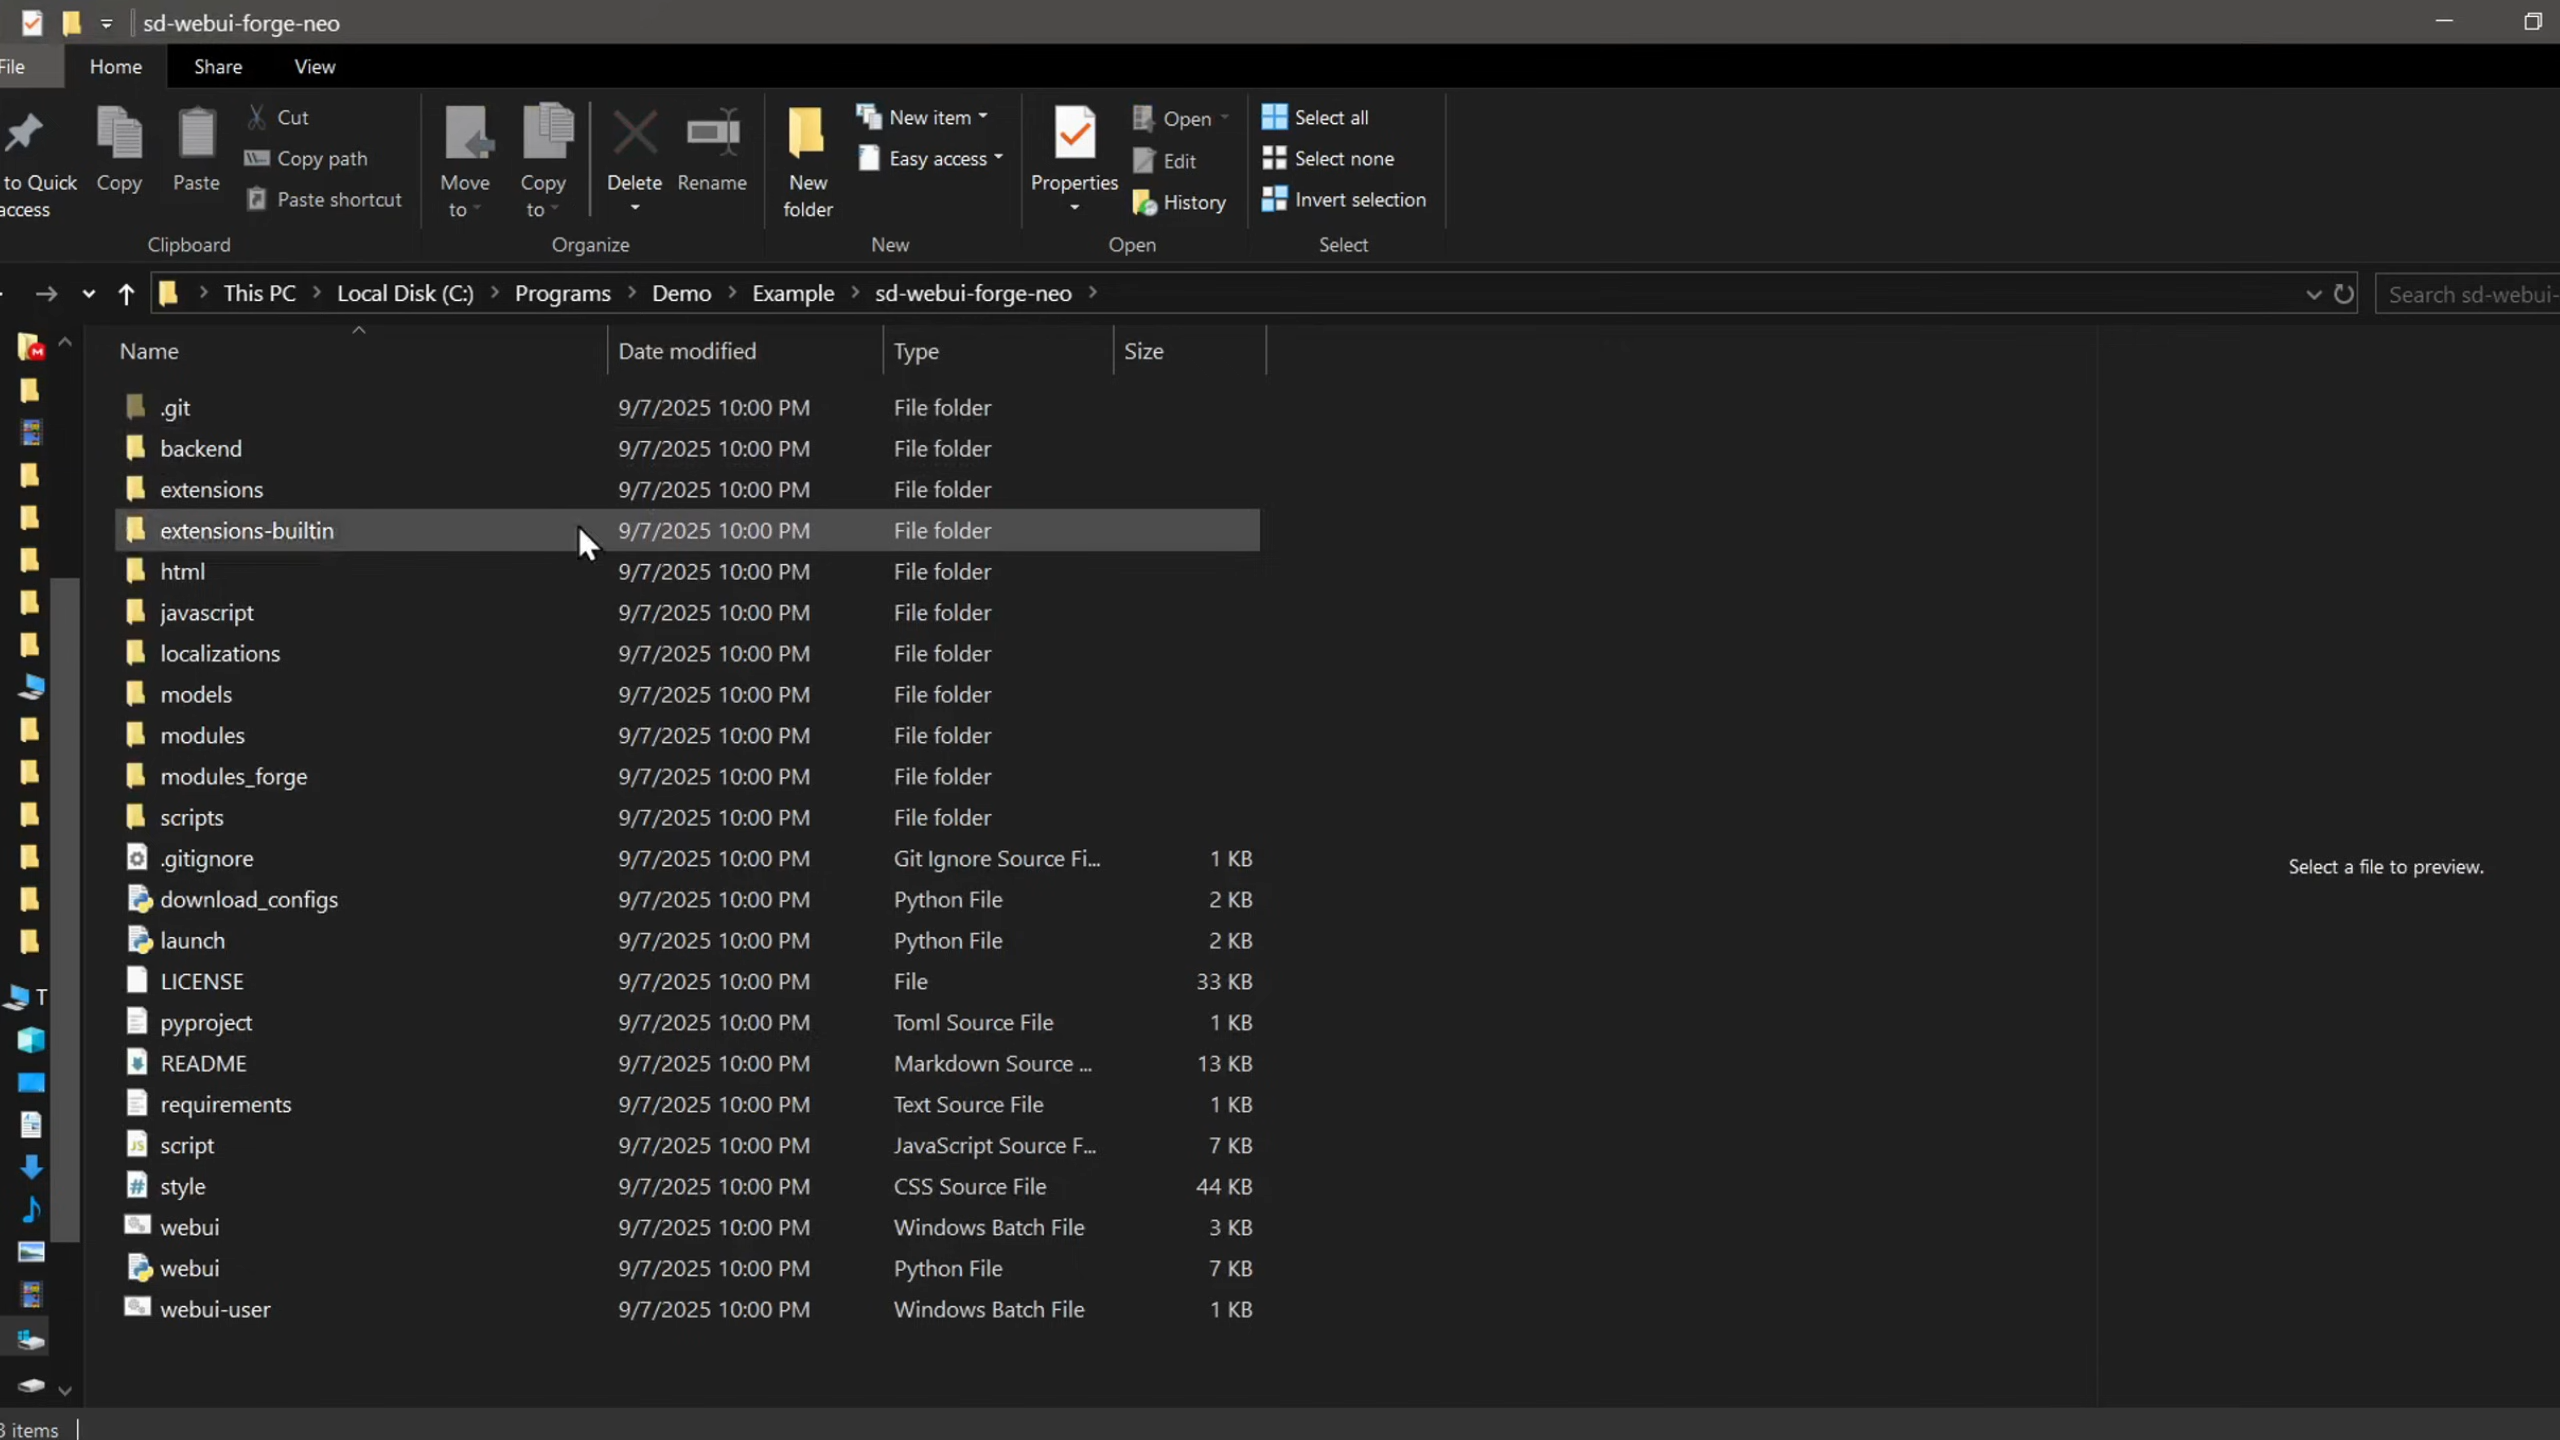 sd-webui-forge-neo
File
Home
Share
View
to Quick
access
Copy
Paste
Cut
Copy path
Paste shortcut
Clipboard
Move
to
Copy
to
Delete
Rename
Organize
New
folder
New item
Easy access
New
Properties
Open
Edit
History
Open
Select all
Select none
Invert selection
Select
This PC > Local Disk (C:) > Programs > Demo > Example > sd-webui-forge-neo >
Search sd-webui-
Name Date modified Type Size
.git 9/7/2025 10:00 PM File folder
backend 9/7/2025 10:00 PM File folder
extensions 9/7/2025 10:00 PM File folder
extensions-builtin 9/7/2025 10:00 PM File folder
html 9/7/2025 10:00 PM File folder
javascript 9/7/2025 10:00 PM File folder
localizations 9/7/2025 10:00 PM File folder
models 9/7/2025 10:00 PM File folder
modules 9/7/2025 10:00 PM File folder
modules_forge 9/7/2025 10:00 PM File folder
scripts 9/7/2025 10:00 PM File folder
.gitignore 9/7/2025 10:00 PM Git Ignore Source Fi... 1 KB
download_configs 9/7/2025 10:00 PM Python File 2 KB
launch 9/7/2025 10:00 PM Python File 2 KB
T
LICENSE 9/7/2025 10:00 PM File 33 KB
pyproject 9/7/2025 10:00 PM Toml Source File 1 KB
README 9/7/2025 10:00 PM Markdown Source ... 13 KB
requirements 9/7/2025 10:00 PM Text Source File 1 KB
script 9/7/2025 10:00 PM JavaScript Source F... 7 KB
style 9/7/2025 10:00 PM CSS Source File 44 KB
webui 9/7/2025 10:00 PM Windows Batch File 3 KB
webui 9/7/2025 10:00 PM Python File 7 KB
webui-user 9/7/2025 10:00 PM Windows Batch File 1 KB
Select a file to preview.
3 items